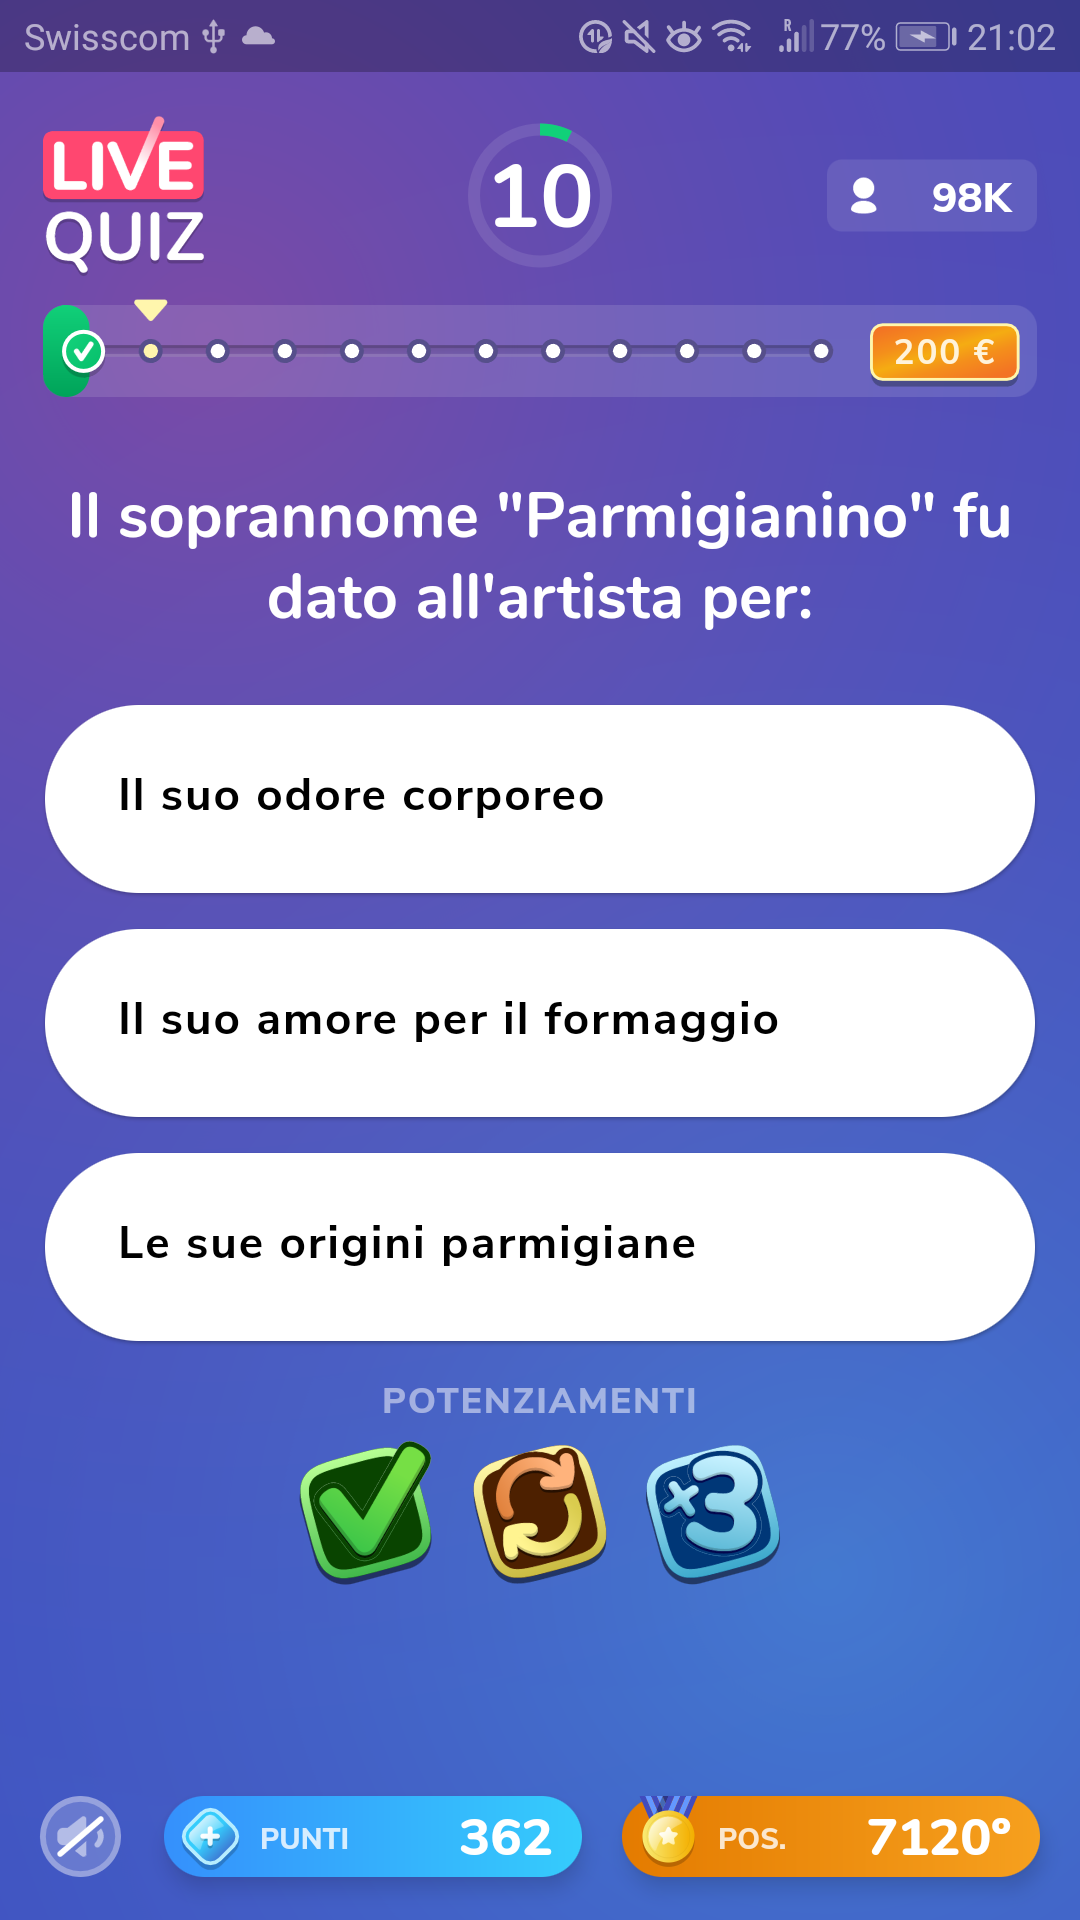 Swisscom R 77% 21:02
LIVE
QUIZ
10
98K
200 €
Il soprannome "Parmigianino" fu
dato all'artista per:
Il suo odore corporeo
Il suo amore per il formaggio
Le sue origini parmigiane
POTENZIAMENTI
×3
PUNTI 362
POS. 7120°